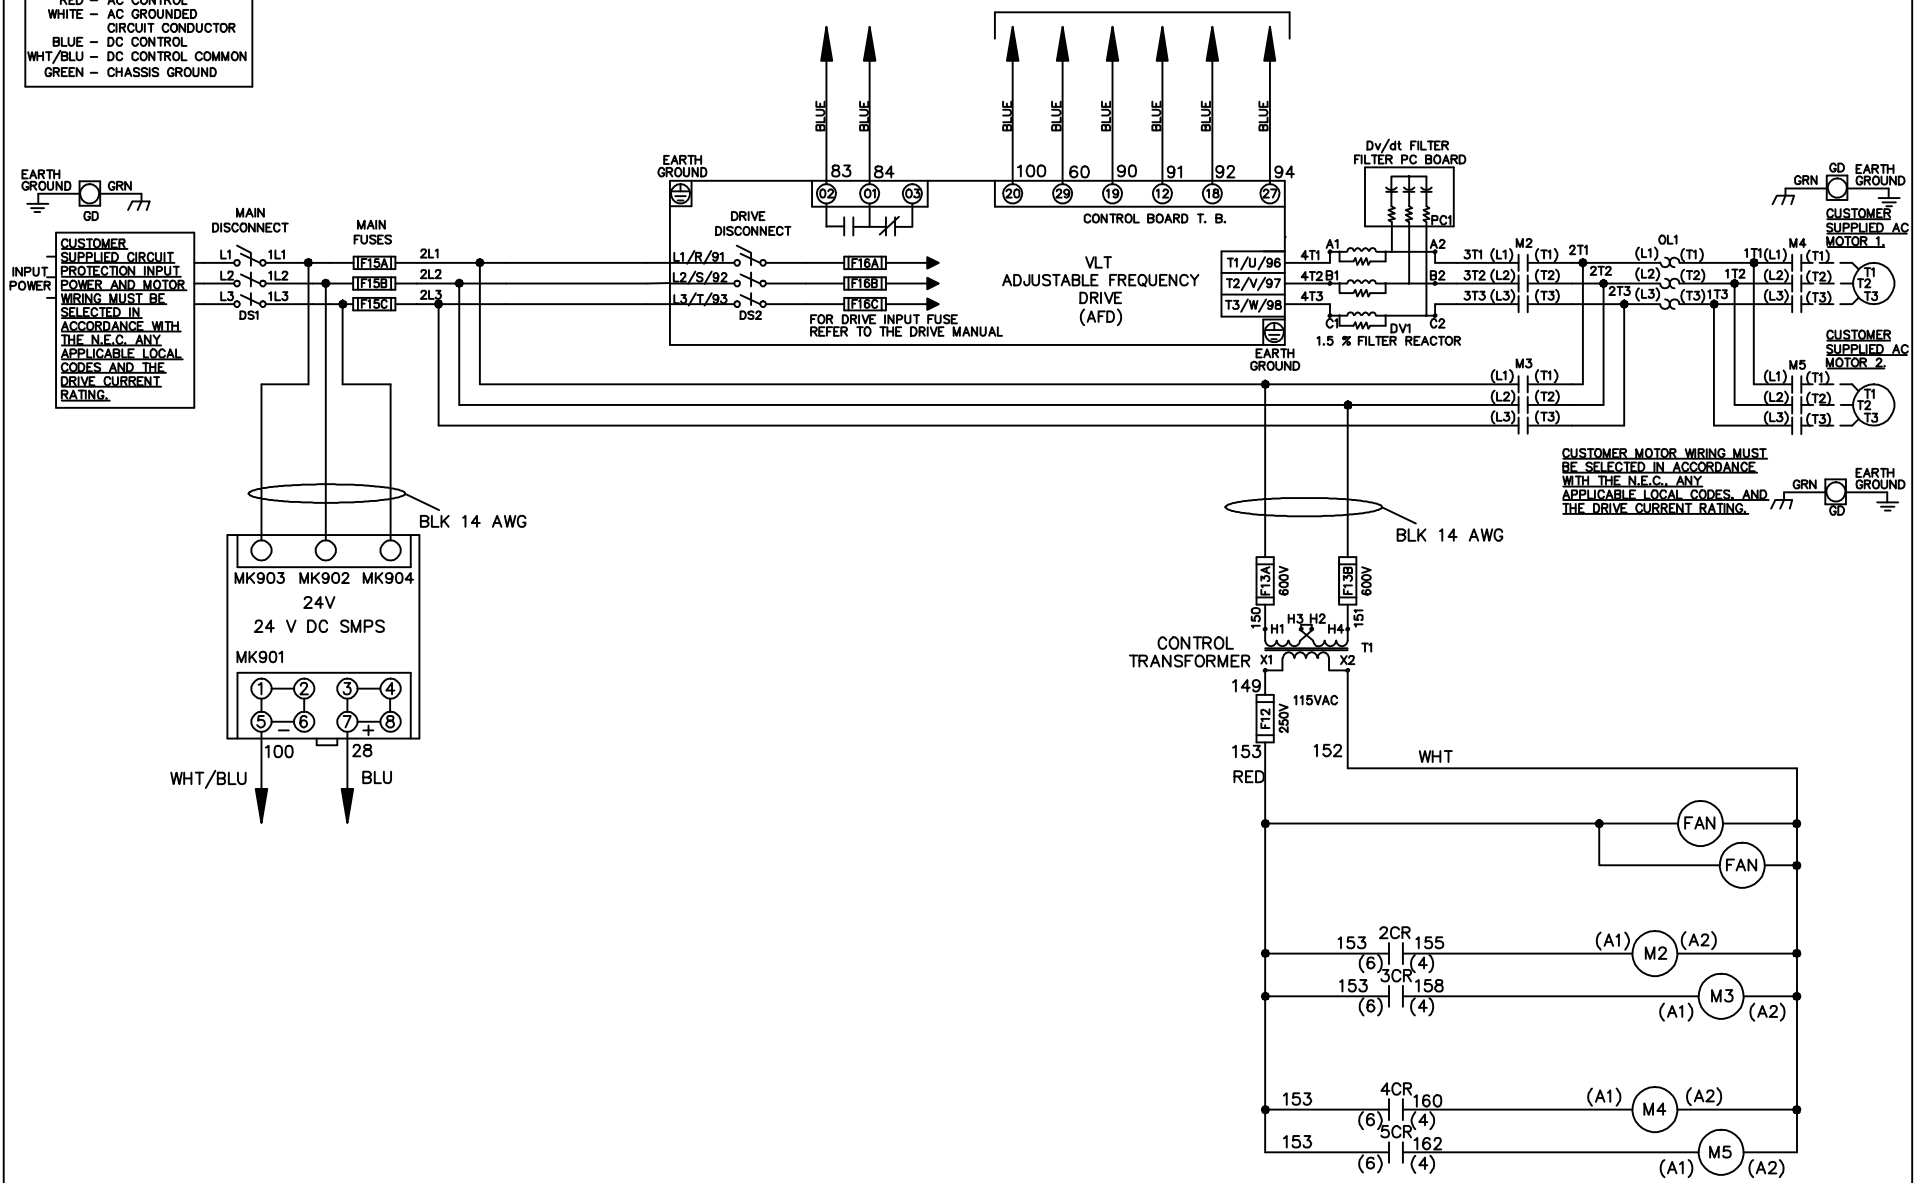 RED – AC CONTROL
WHITE – AC GROUNDED
CIRCUIT CONDUCTOR
BLUE – DC CONTROL
WHT/BLU – DC CONTROL COMMON
GREEN – CHASSIS GROUND
BLUE
BLUE
BLUE
BLUE
BLUE
BLUE
BLUE
BLUE
EARTH
GROUND
GRN
GD
MAIN
DISCONNECT
MAIN
FUSES
INPUT
POWER
CUSTOMER
SUPPLIED CIRCUIT
PROTECTION INPUT
POWER AND MOTOR
WIRING MUST BE
SELECTED IN
ACCORDANCE WITH
THE N.E.C. ANY
APPLICABLE LOCAL
CODES AND THE
DRIVE CURRENT
RATING.
L1 1L1 F15A 2L1
L2 1L2 F15B 2L2
L3 1L3 F15C 2L3
DS1
EARTH
GROUND
83 84
02 01 03
100 60 90 91 92 94
20 29 19 12 18 27
CONTROL BOARD T. B.
DRIVE
DISCONNECT
L1/R/91 F16A
L2/S/92 F16B
L3/T/93 F16C
DS2
FOR DRIVE INPUT FUSE
REFER TO THE DRIVE MANUAL
VLT
ADJUSTABLE FREQUENCY
DRIVE
(AFD)
T1/U/96 4T1
T2/V/97 4T2
T3/W/98 4T3
EARTH
GROUND
Dv/dt FILTER
FILTER PC BOARD
PC1
A1 A2
B1 B2
C1 C2
DV1
1.5 % FILTER REACTOR
M2
3T1 (L1) (T1) 2T1
3T2 (L2) (T2) 2T2
3T3 (L3) (T3) 2T3
OL1
(L1) (T1) 1T1
(L2) (T2) 1T2
(L3) (T3) 1T3
M4
(L1) (T1)
(L2) (T2)
(L3) (T3)
T1
T2
T3
GD
GRN
EARTH
GROUND
CUSTOMER
SUPPLIED AC
MOTOR 1.
CUSTOMER
SUPPLIED AC
MOTOR 2.
M3
(L1) (T1)
(L2) (T2)
(L3) (T3)
M5
(L1) (T1)
(L2) (T2)
(L3) (T3)
T1
T2
T3
CUSTOMER MOTOR WIRING MUST
BE SELECTED IN ACCORDANCE
WITH THE N.E.C., ANY
APPLICABLE LOCAL CODES, AND
THE DRIVE CURRENT RATING.
GRN
GD
EARTH
GROUND
BLK 14 AWG
BLK 14 AWG
MK903 MK902 MK904
24V
24 V DC SMPS
MK901
1 2 3 4
5 6 7 8
– +
100 28
WHT/BLU BLU
F13A 600V
F13B 600V
150 151
H1 H3 H2 H4
CONTROL
TRANSFORMER
X1 X2 T1
149
115VAC
F12 250V
153 152
RED WHT
FAN
FAN
153 2CR 155 (A1) M2 (A2)
(6) (4)
153 3CR 158 M3
(6) (4) (A1) (A2)
153 4CR 160 (A1) M4 (A2)
(6) (4)
153 5CR 162 M5
(6) (4) (A1) (A2)